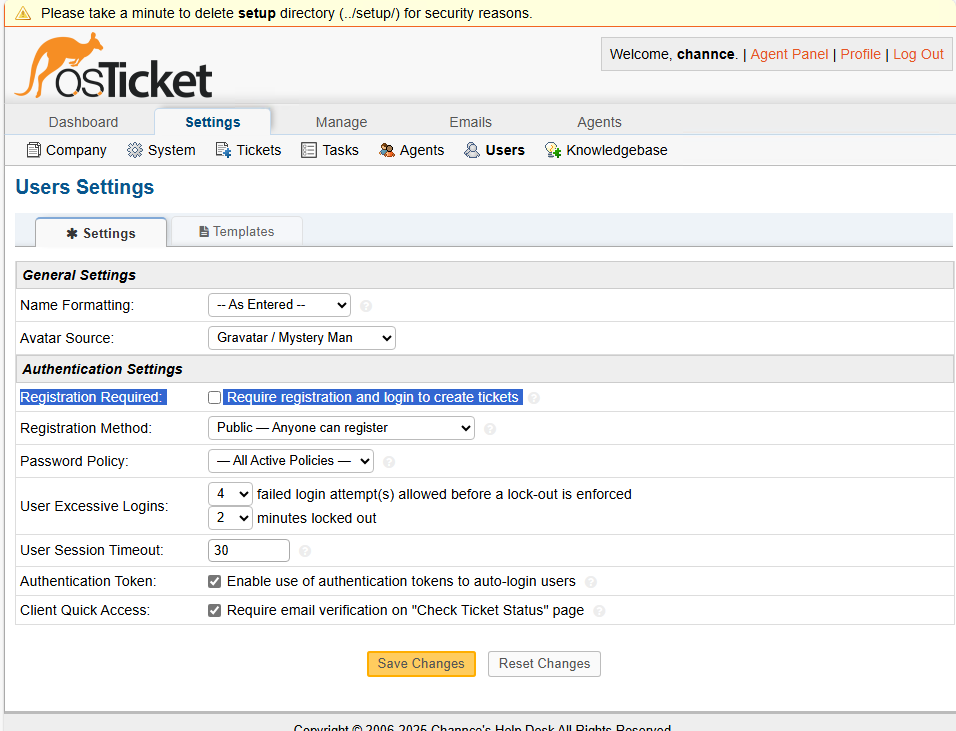 Please take a minute to delete setup directory (../setup/) for security reasons.
osTicket
Welcome, channce. | Agent Panel | Profile | Log Out
Dashboard Settings Manage Emails Agents
Company System Tickets Tasks Agents Users Knowledgebase
Users Settings
Settings Templates
General Settings
Name Formatting: -- As Entered --
Avatar Source: Gravatar / Mystery Man
Authentication Settings
Registration Required: Require registration and login to create tickets
Registration Method: Public — Anyone can register
Password Policy: — All Active Policies —
User Excessive Logins: 4 failed login attempt(s) allowed before a lock-out is enforced
2 minutes locked out
User Session Timeout: 30
Authentication Token: Enable use of authentication tokens to auto-login users
Client Quick Access: Require email verification on "Check Ticket Status" page
Save Changes Reset Changes
Copyright © 2006-2025 Channce's Help Desk All Rights Reserved.